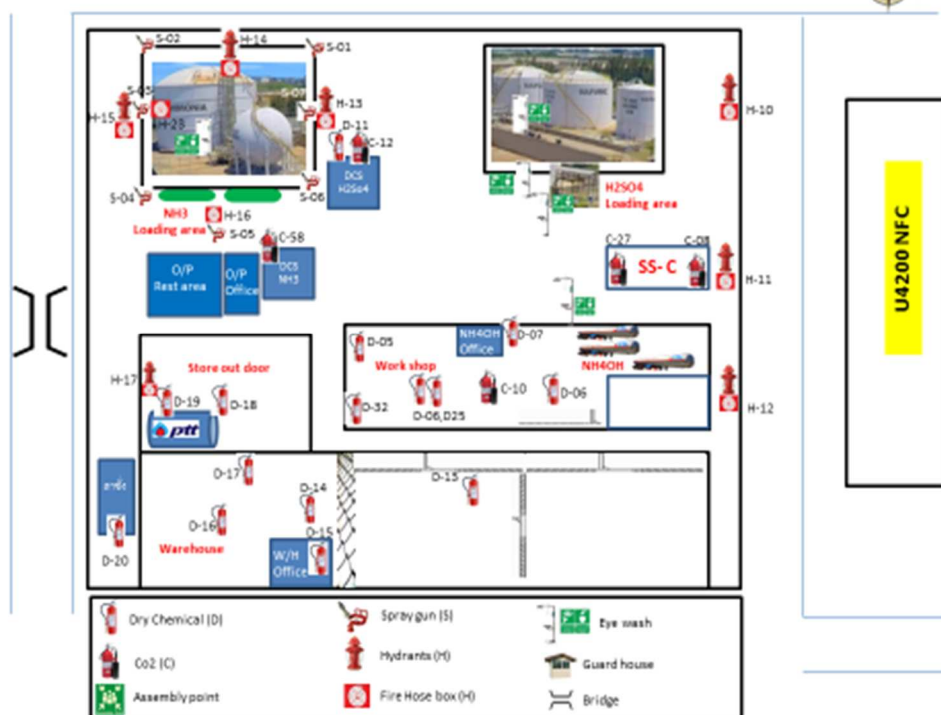 S-02
H-14
S-01
S-03
S-07
H-15
H-28
H-13
H-10
D-11
C-12
DCS
H2So4
S-04
S-06
NH3
Loading area
H-16
S-05
H2SO4
Loading area
C-58
C-27
SS- C
H-11
O/P
Rest area
O/P
Office
DCS
NH3
U4200 NFC
D-05
NH4OH
Office
D-07
Store out door
Work shop
NH4OH
H-17
D-19
D-18
D-32
D-06,D25
C-10
D-06
H-12
ptt
D-17
D-14
D-15
D-16
D-15
Warehouse
W/H
Office
D-20
Dry Chemical (D)
Spray gun (S)
Eye wash
Co2 (C)
Hydrants (H)
Guard house
Assembly point
Fire Hose box (H)
Bridge